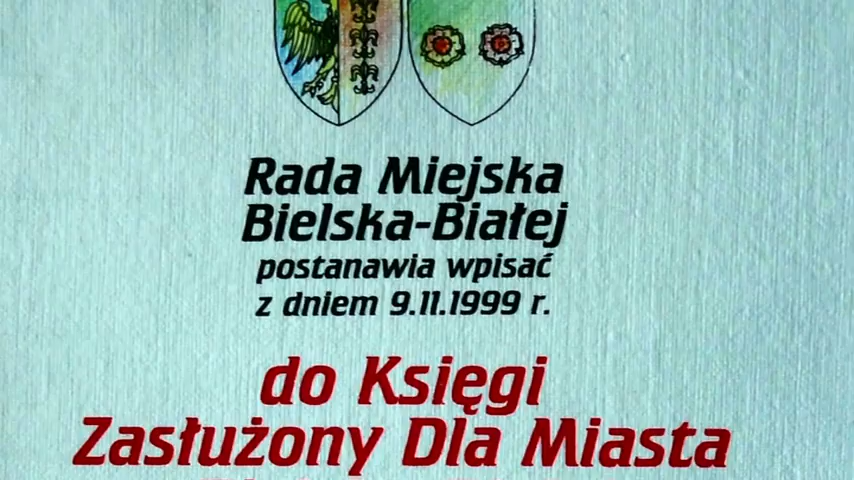 Rada Miejska
Bielska-Białej
postanawia wpisać
z dniem 9.11.1999 r.
do Księgi
Zasłużony Dla Miasta